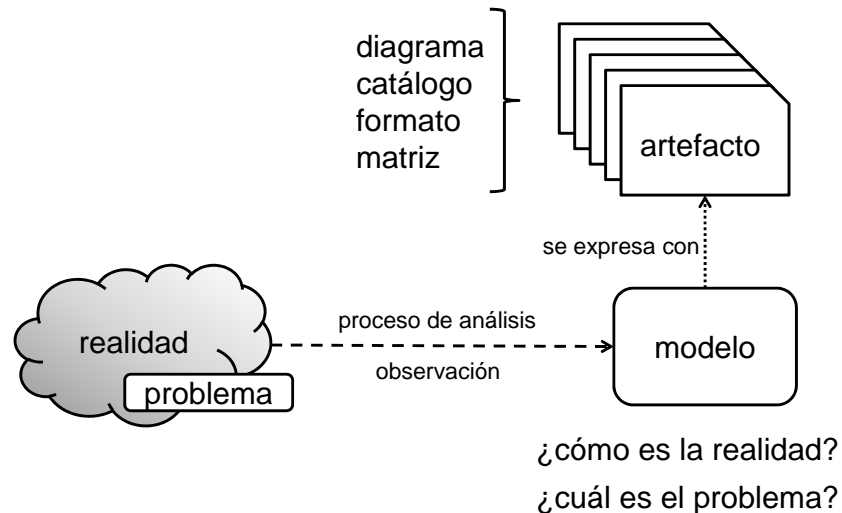 diagrama
catálogo
formato
matriz
artefacto
se expresa con
realidad
problema
proceso de análisis
observación
modelo
¿cómo es la realidad?
¿cuál es el problema?